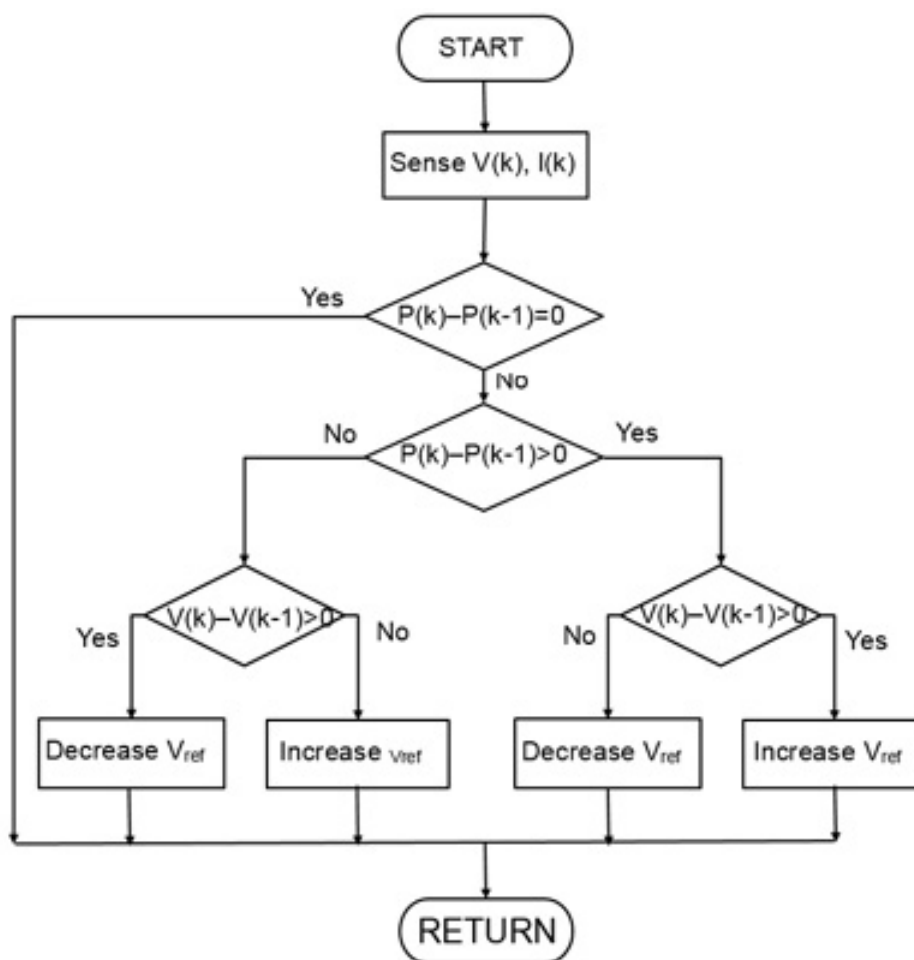 START
Sense V(k), I(k)
Yes
P(k)–P(k-1)=0
No
No
P(k)–P(k-1)>0
Yes
V(k)–V(k-1)>0
Yes
No
V(k)–V(k-1)>0
No
Yes
Decrease Vref
Increase Vref
Decrease Vref
Increase Vref
RETURN